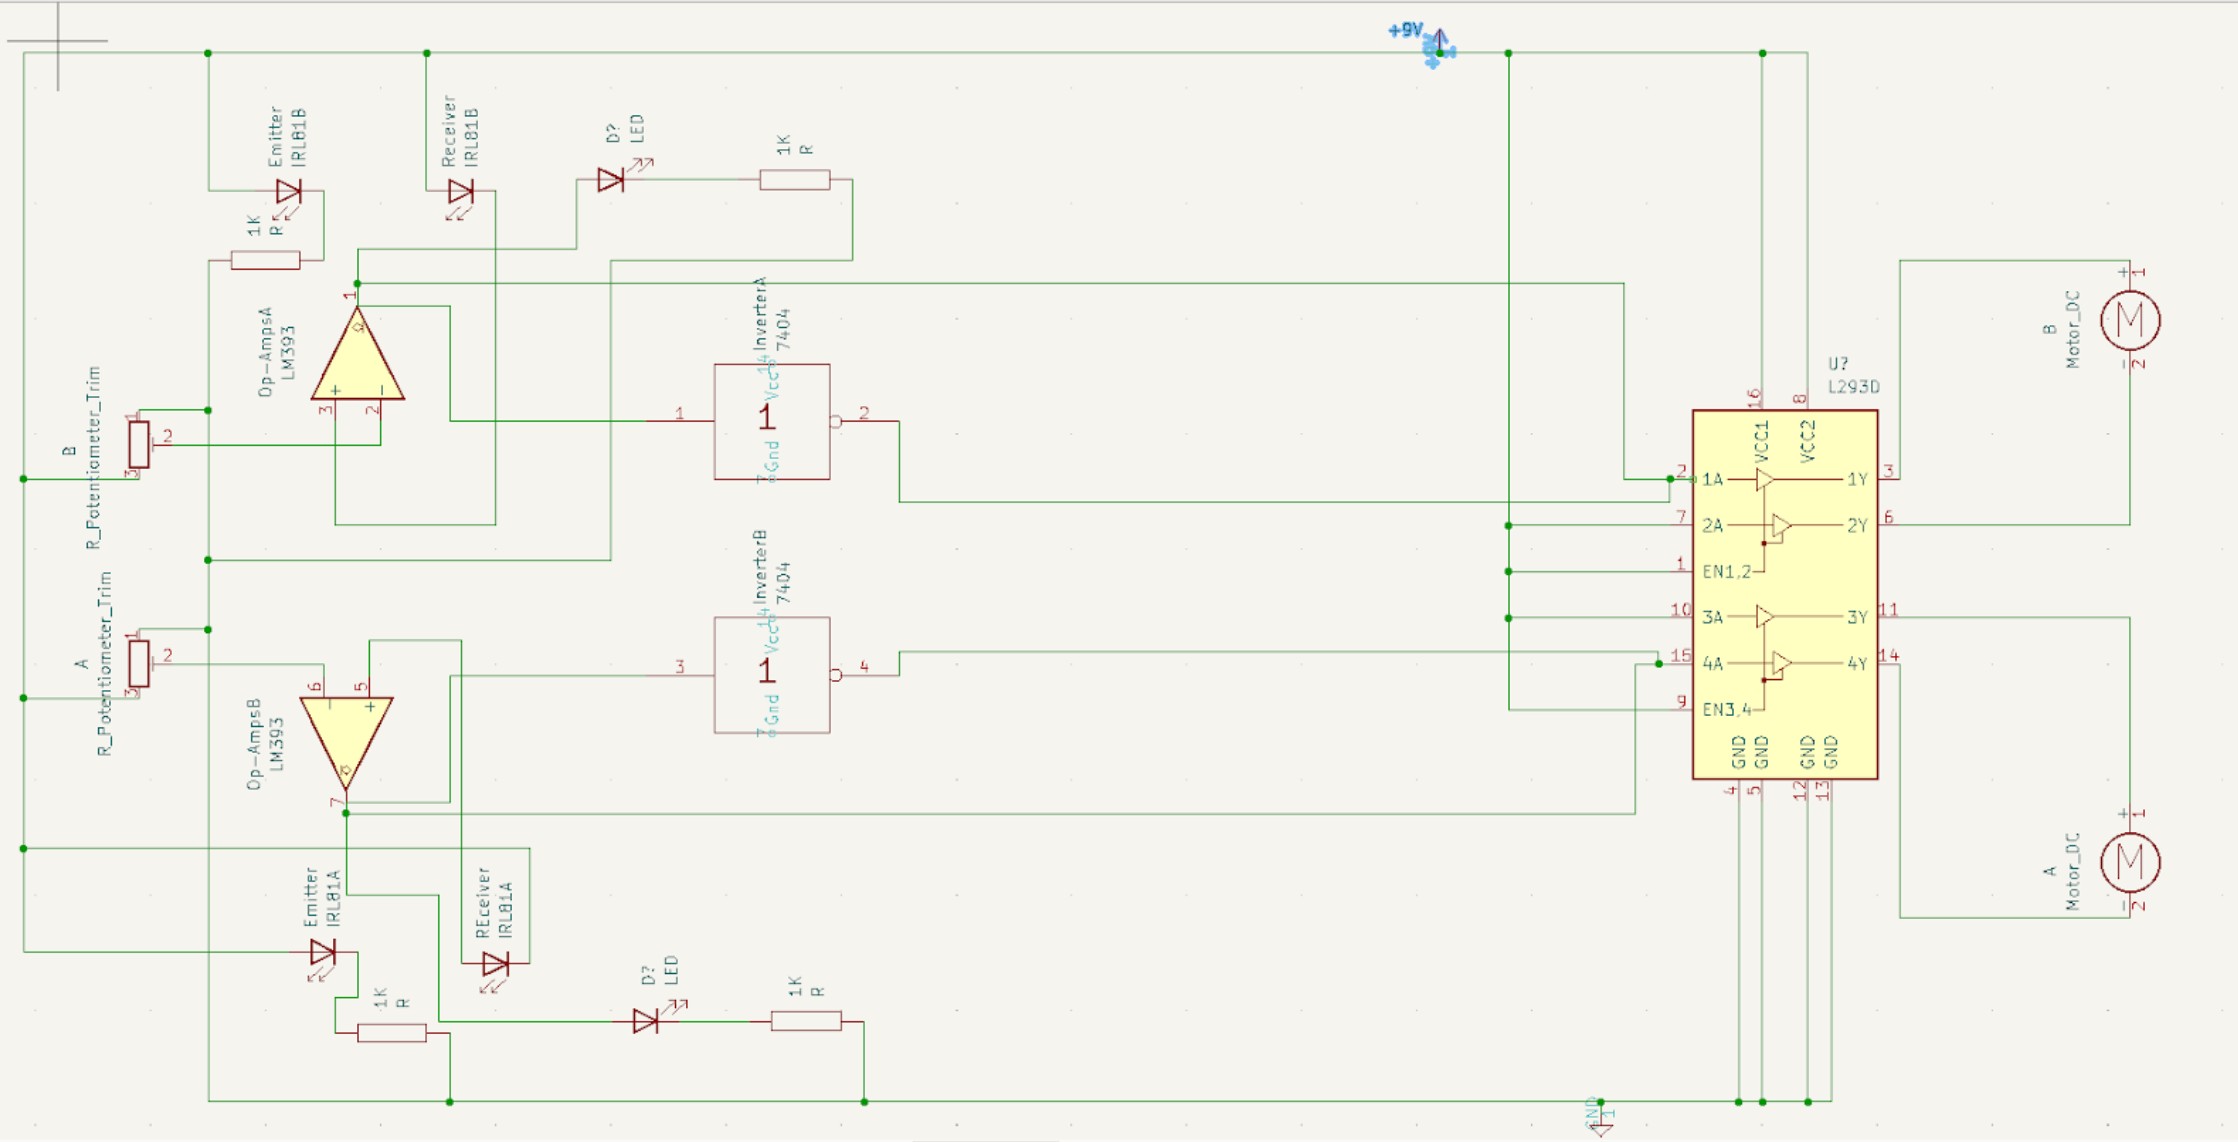 +9V
Emitter
IRL81B
Receiver
IRL81B
D?
LED
1K
R
1K
R
Op-AmpsA
LM393
1
+
-
3
2
InverterA
7404
14
Vcc
1
1
2
7
Gnd
B
R_Potentiometer_Trim
1
2
3
A
R_Potentiometer_Trim
1
2
3
Op-AmpsB
LM393
6
5
-
+
7
InverterB
7404
14
Vcc
3
1
4
7
Gnd
U?
L293D
16
8
VCC1
VCC2
2
1A
1Y
3
7
2A
2Y
6
1
EN1,2
10
3A
3Y
11
15
4A
4Y
14
9
EN3,4
GND
GND
GND
GND
4
5
12
13
B
Motor_DC
+
1
M
-
2
A
Motor_DC
+
1
M
-
2
Emitter
IRL81A
REceiver
IRL81A
1K
R
D?
LED
1K
R
GND
1